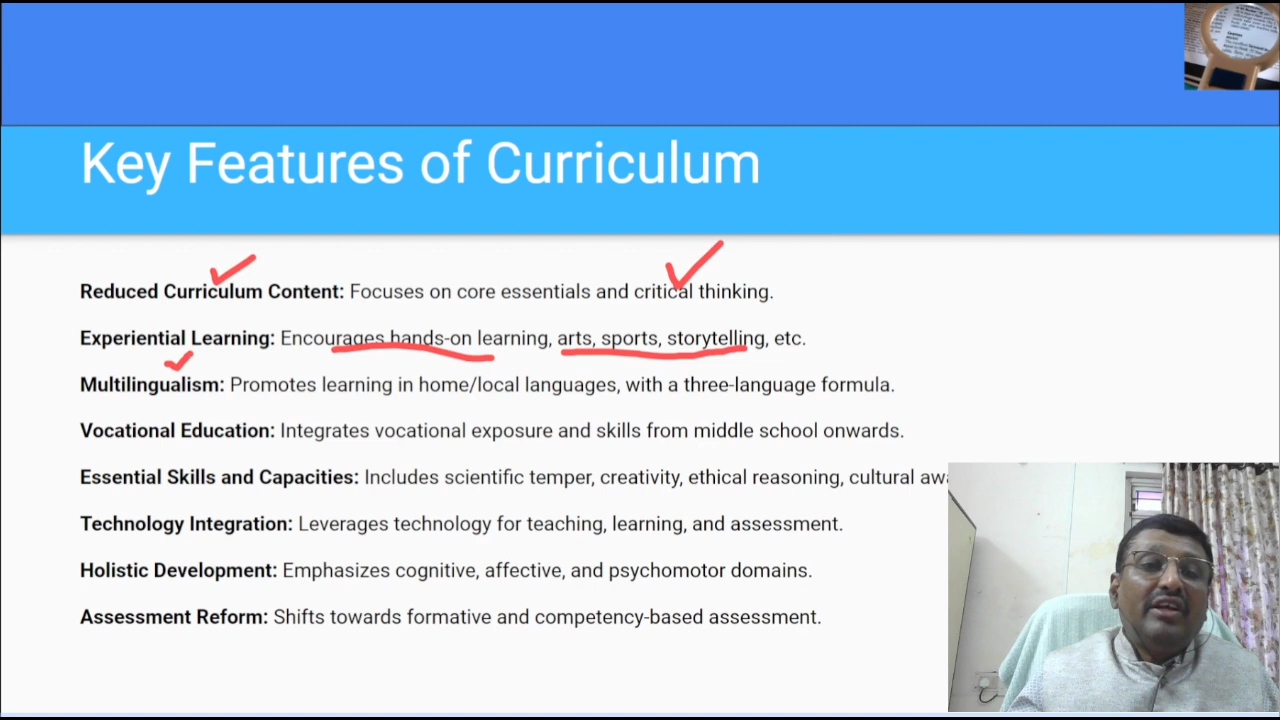 Key Features of Curriculum
Reduced Curriculum Content: Focuses on core essentials and critical thinking.
Experiential Learning: Encourages hands-on learning, arts, sports, storytelling, etc.
Multilingualism: Promotes learning in home/local languages, with a three-language formula.
Vocational Education: Integrates vocational exposure and skills from middle school onwards.
Essential Skills and Capacities: Includes scientific temper, creativity, ethical reasoning, cultural
Technology Integration: Leverages technology for teaching, learning, and assessment.
Holistic Development: Emphasizes cognitive, affective, and psychomotor domains.
Assessment Reform: Shifts towards formative and competency-based assessment.